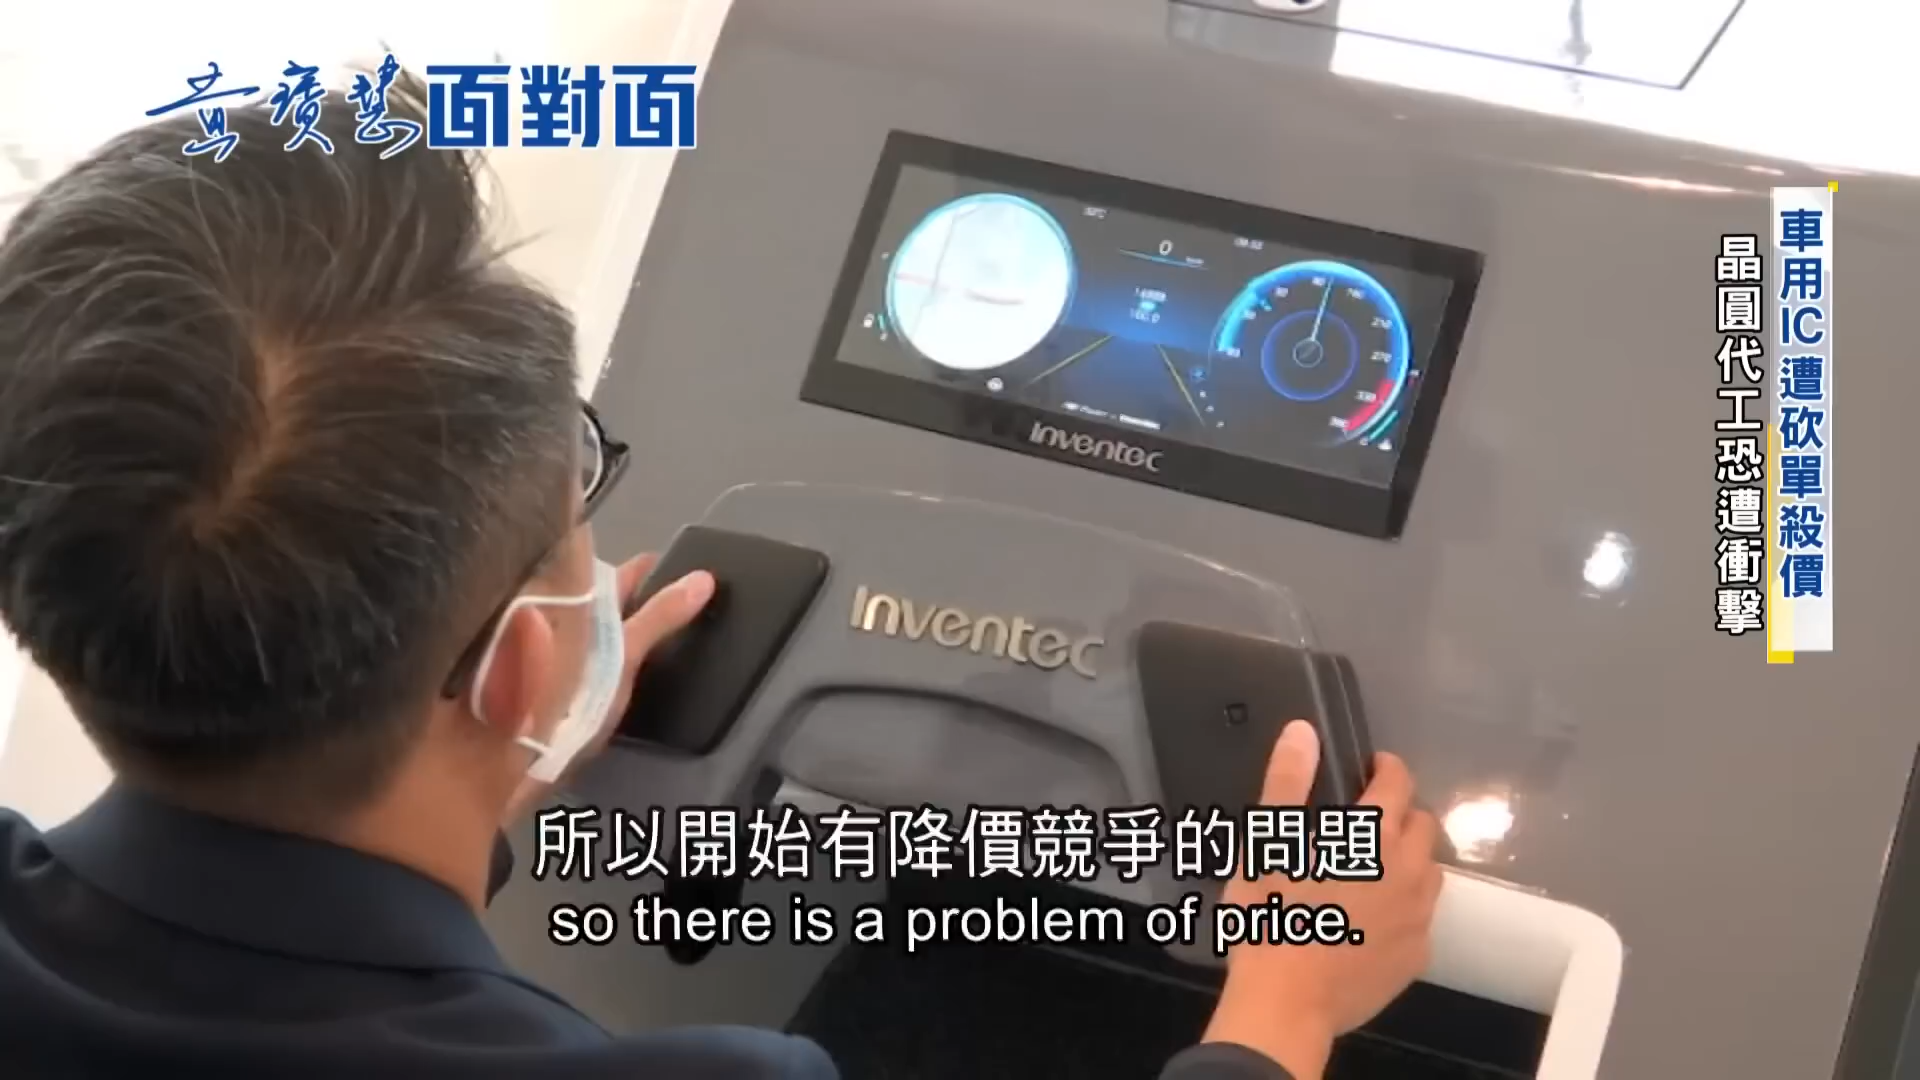 黃寶慧面對面
車用IC遭砍單殺價
晶圓代工恐遭衝擊
0
Inventec
Inventec
所以開始有降價競爭的問題
so there is a problem of price.